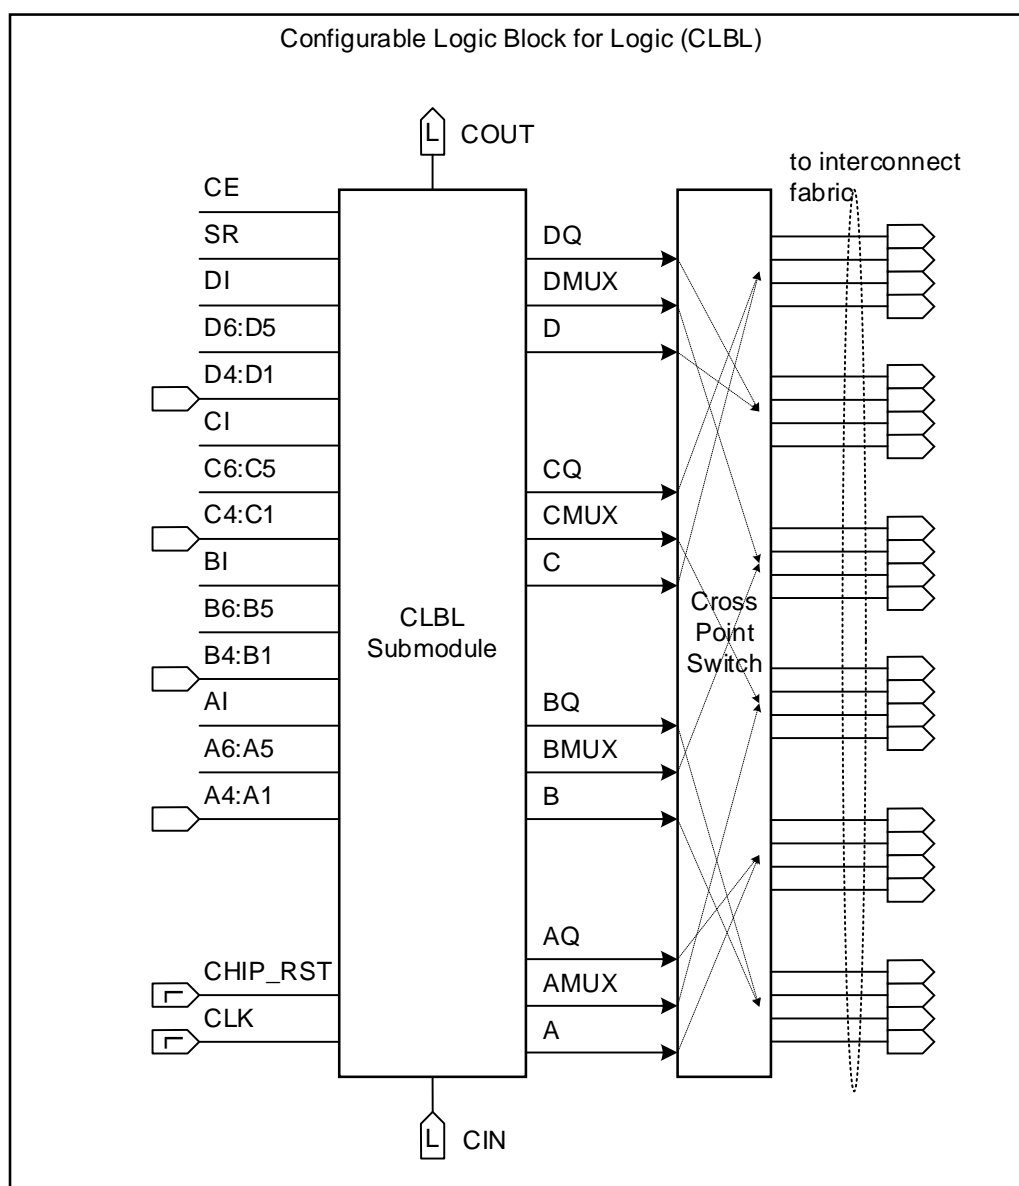 Configurable Logic Block for Logic (CLBL)
L
COUT
to interconnect
fabric
CE
SR
DI
D6:D5
D4:D1
CI
C6:C5
C4:C1
BI
B6:B5
B4:B1
AI
A6:A5
A4:A1
CHIP_RST
CLK
CLBL
Submodule
DQ
DMUX
D
CQ
CMUX
C
BQ
BMUX
B
AQ
AMUX
A
Cross
Point
Switch
L
CIN